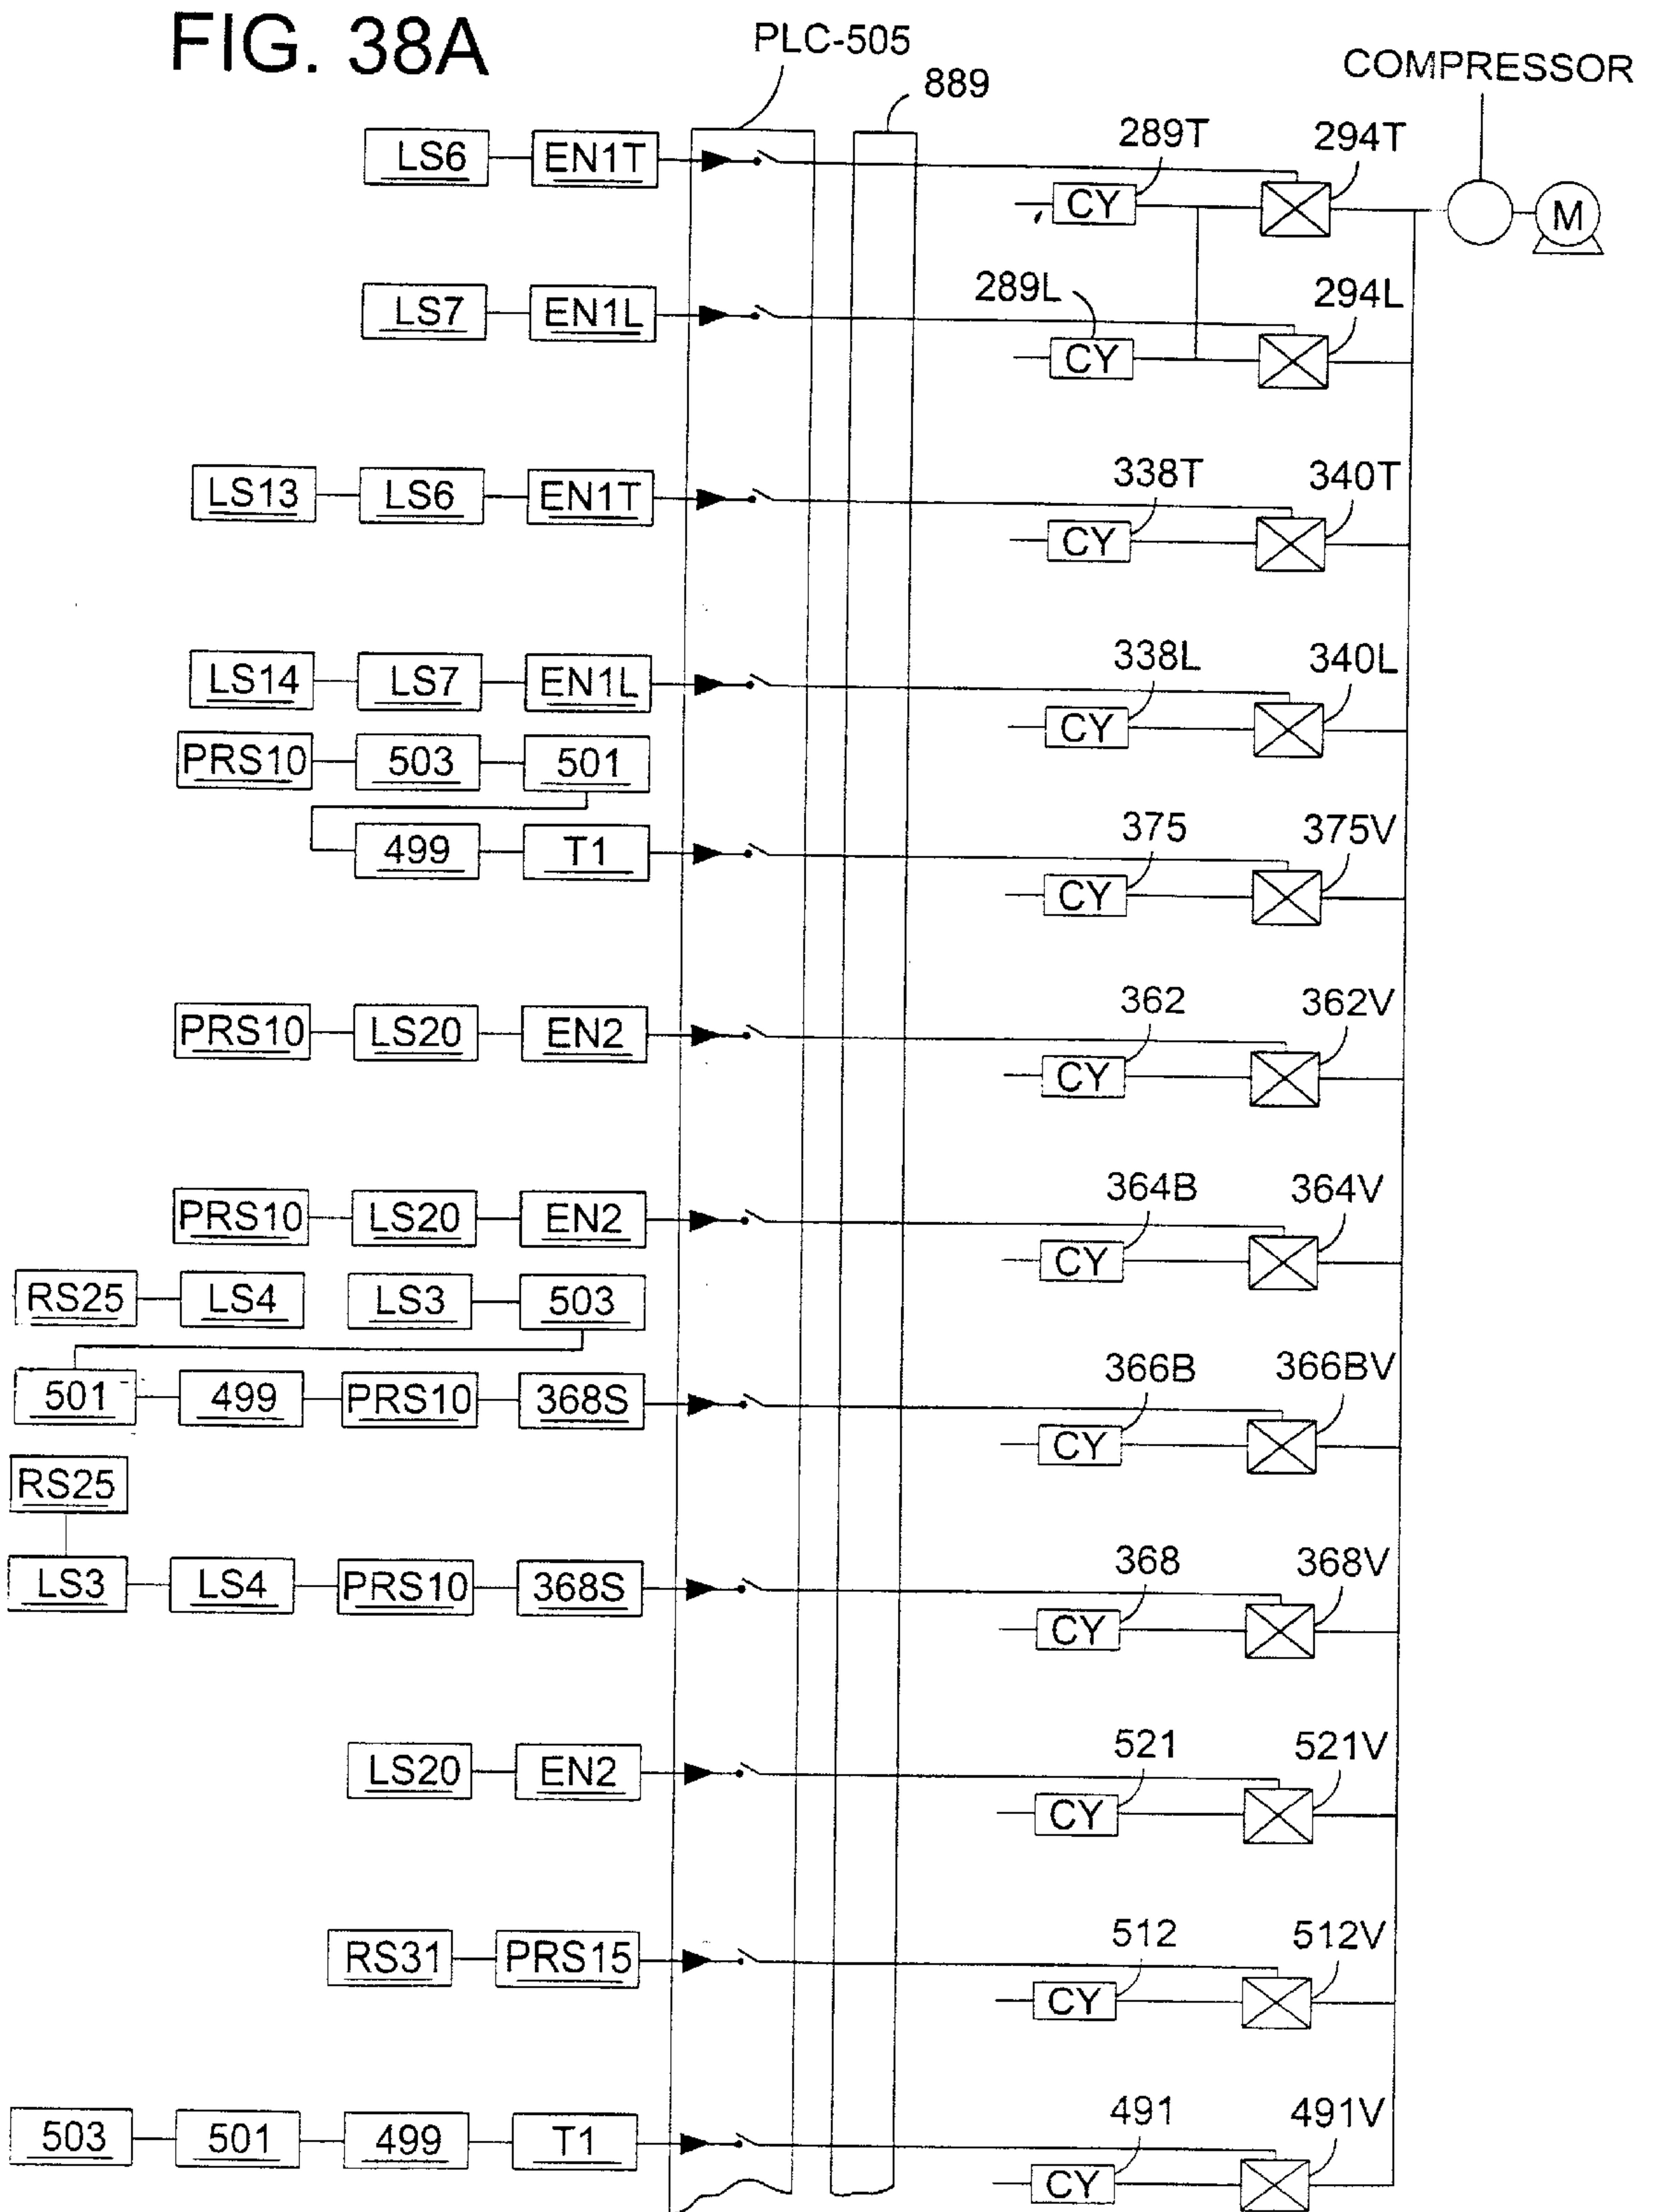 FIG. 38A
PLC-505
889
COMPRESSOR
LS6 EN1T 289T 294T
CY M
LS7 EN1L 289L 294L
CY
LS13 LS6 EN1T 338T 340T
CY
LS14 LS7 EN1L 338L 340L
CY
PRS10 503 501
499 T1 375 375V
CY
PRS10 LS20 EN2 362 362V
CY
PRS10 LS20 EN2 364B 364V
CY
RS25 LS4 LS3 503
501 499 PRS10 368S 366B 366BV
CY
RS25
LS3 LS4 PRS10 368S 368 368V
CY
LS20 EN2 521 521V
CY
RS31 PRS15 512 512V
CY
503 501 499 T1 491 491V
CY